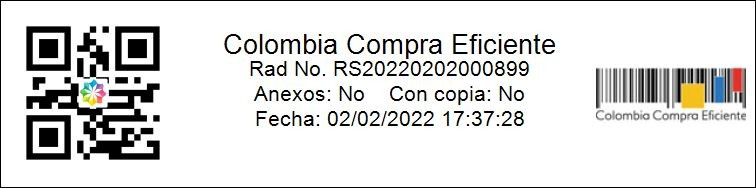 Colombia Compra Eficiente
Rad No. RS20220202000899
Anexos: No Con copia: No
Fecha: 02/02/2022 17:37:28
Colombia Compra Eficiente